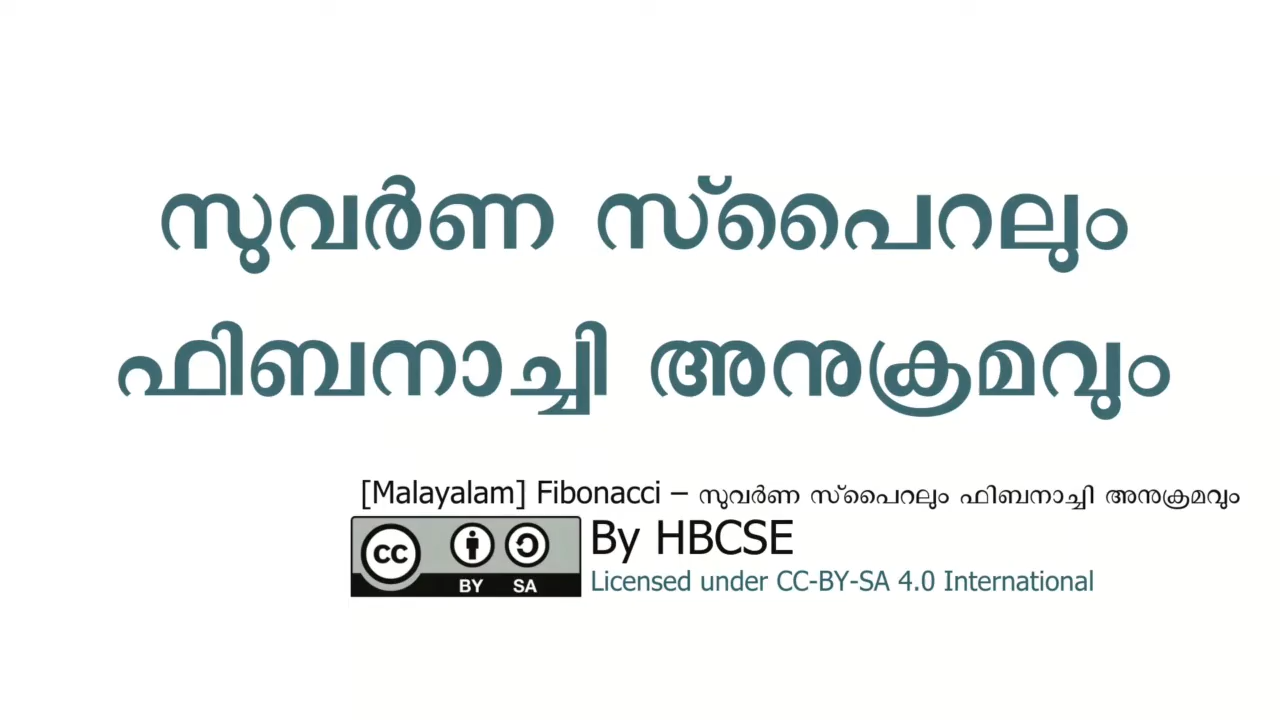 സുവർണ സ്പൈറലും
ഫിബനാച്ചി അനുക്രമവും
[Malayalam] Fibonacci – സുവർണ സ്പൈറലും ഫിബനാച്ചി അനുക്രമവും
By HBCSE
Licensed under CC-BY-SA 4.0 International
cc BY SA